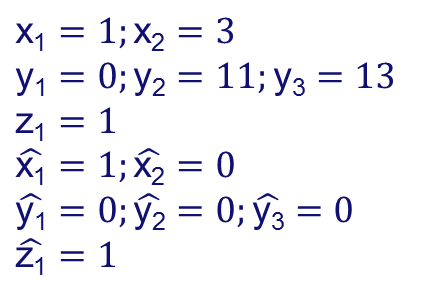 x₁ = 1; x₂ = 3
y₁ = 0; y₂ = 11; y₃ = 13
z₁ = 1
x̂₁ = 1; x̂₂ = 0
ŷ₁ = 0; ŷ₂ = 0; ŷ₃ = 0
ẑ₁ = 1